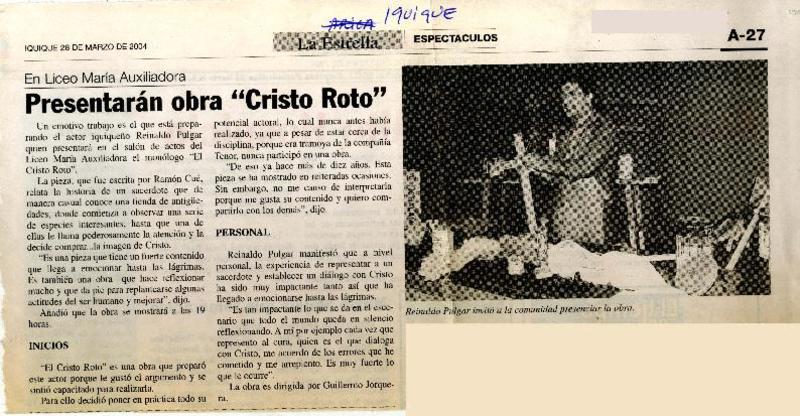 ARICA IQUIQUE
IQUIQUE 28 DE MARZO DE 2004
La Estrella
ESPECTACULOS
A-27
En Liceo María Auxiliadora
Presentarán obra “Cristo Roto”
Un emotivo trabajo es el que está prepa-
rando el actor iquiqueño Reinaldo Pulgar
quien presentará en el salón de actos del
Liceo María Auxiliadora el monólogo “El
Cristo Roto”.
La pieza, que fue escrita por Ramón Cué,
relata la historia de un sacerdote que de
manera casual conoce una tienda de antigüe-
dades, donde comienza a observar una serie
de especies interesantes, hasta que una de
ellas le llama poderosamente la atención y la
decide comprar...la imagen de Cristo.
“Es una pieza que tiene un fuerte contenido
que llega a emocionar hasta las lágrimas.
Es también una obra que hace reflexionar
mucho y que da pie para replantearse algunas
actitudes del ser humano y mejorar”, dijo.
Añadió que la obra se mostrará a las 19
horas.
INICIOS
“El Cristo Roto” es una obra que preparó
este actor porque le gustó el argumento y se
sintió capacitado para realizarla.
Para ello decidió poner en práctica todo su
potencial actoral, lo cual nunca antes había
realizado, ya que a pesar de estar cerca de la
disciplina, porque era tramoya de la compañía
Tenor, nunca participó en una obra.
“De eso ya hace más de diez años. Esta
pieza se ha mostrado en reiteradas ocasiones.
Sin embargo, no me canso de interpretarla
porque me gusta su contenido y quiero com-
partirlo con los demás”, dijo.
PERSONAL
Reinaldo Pulgar manifestó que a nivel
personal, la experiencia de representar a un
sacerdote y establecer un diálogo con Cristo
ha sido muy impactante tanto así que ha
llegado a emocionarse hasta las lágrimas.
“Es tan impactante lo que se da en el esce-
nario que todo el mundo queda en silencio
reflexionando. A mí por ejemplo cada vez que
represento al cura, quien es el que dialoga
con Cristo, me acuerdo de los errores que he
cometido y me arrepiento. Es muy fuerte lo
que le ocurre”.
La obra es dirigida por Guillermo Jorque-
ra.
Reinaldo Pulgar invitó a la comunidad presenciar la obra.